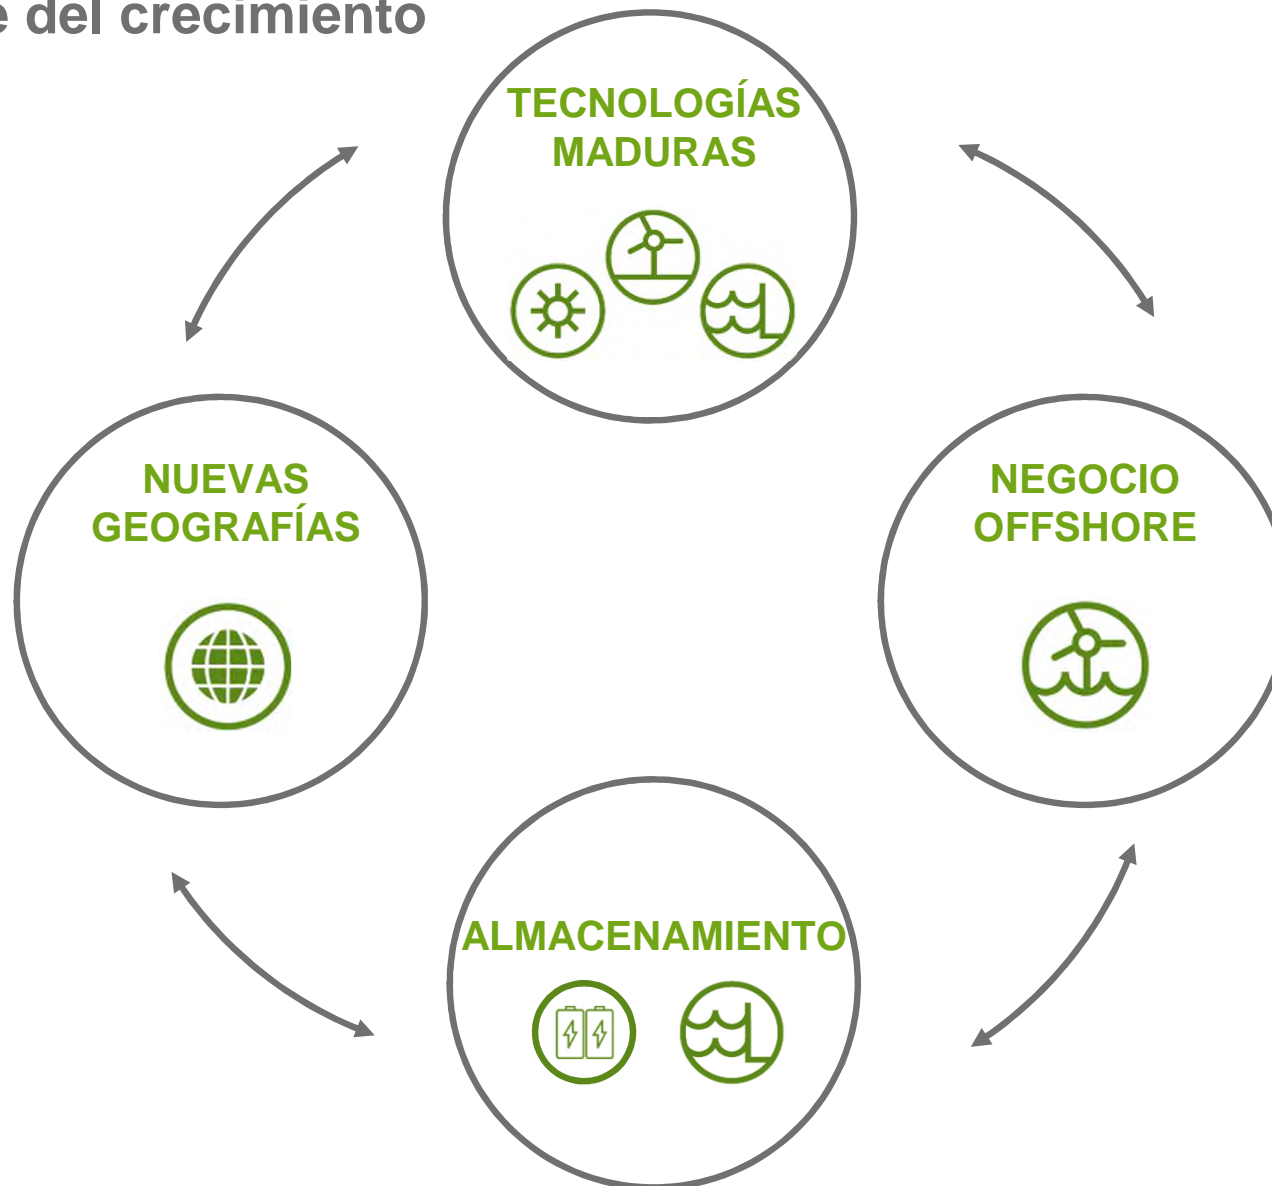 e del crecimiento
TECNOLOGÍAS
MADURAS
NUEVAS
GEOGRAFÍAS
NEGOCIO
OFFSHORE
ALMACENAMIENTO